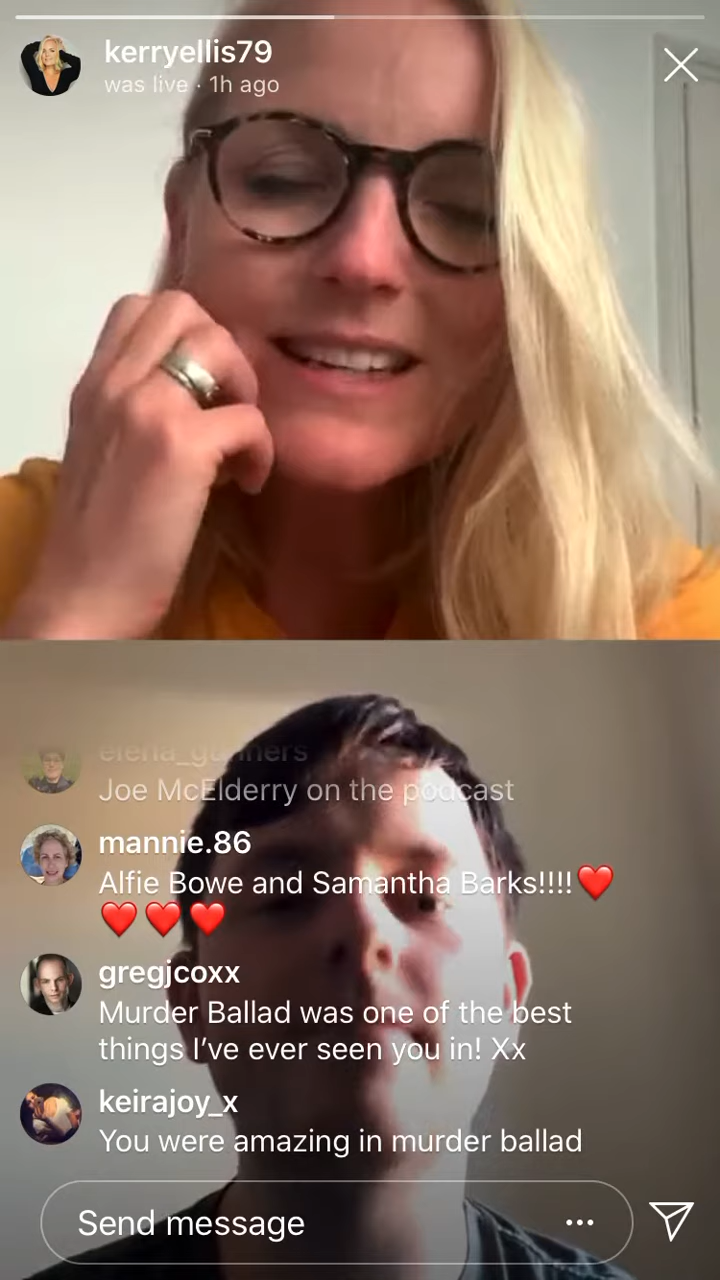 kerryellis79
was live · 1h ago
elena_gunners
Joe McElderry on the podcast
mannie.86
Alfie Bowe and Samantha Barks!!!!❤️
❤️❤️❤️
gregjcoxx
Murder Ballad was one of the best
things I’ve ever seen you in! Xx
keirajoy_x
You were amazing in murder ballad
Send message